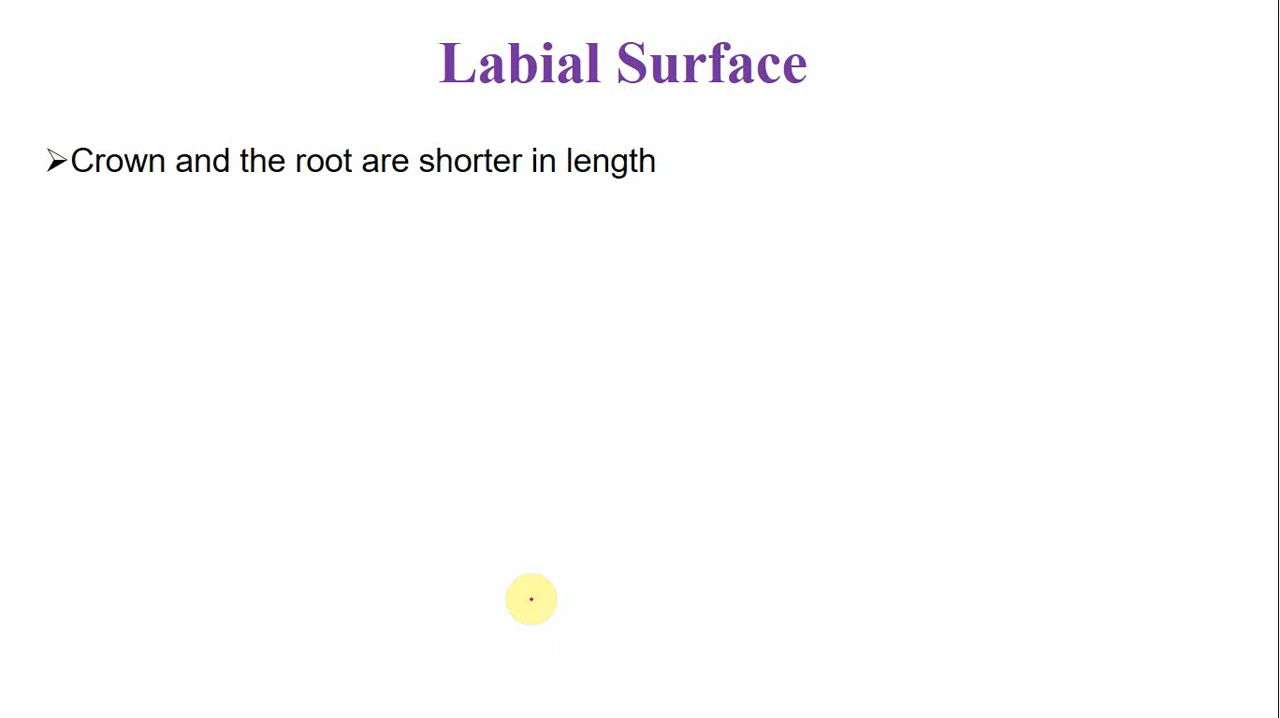 Labial Surface
➢Crown and the root are shorter in length